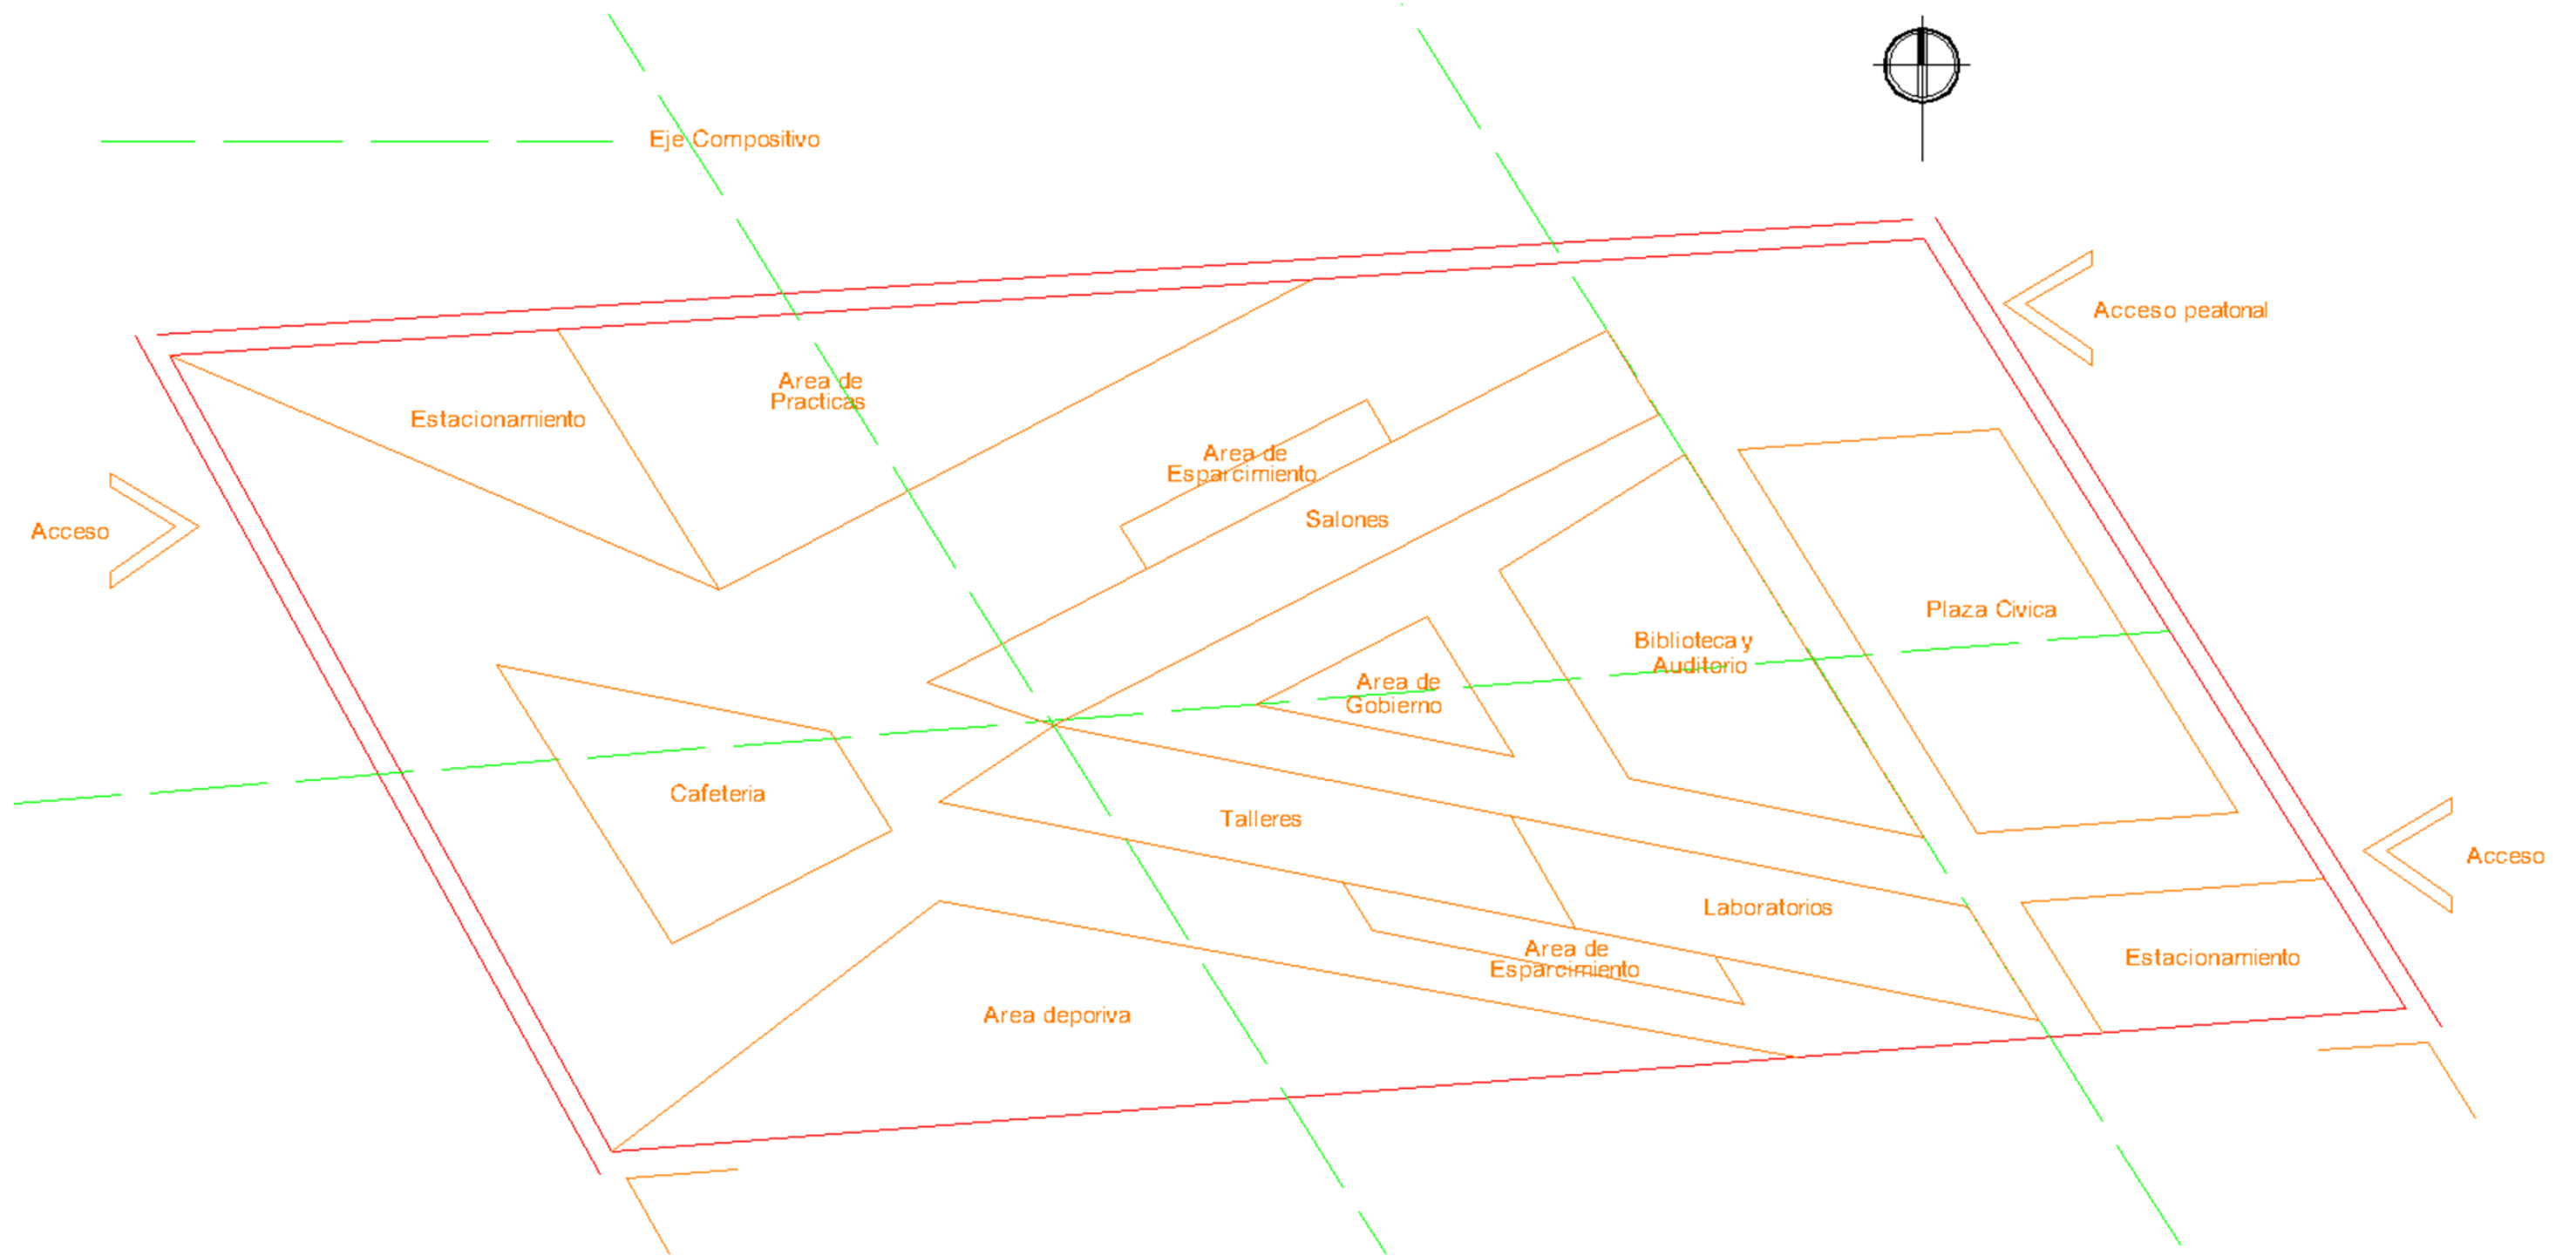 Eje Compositivo
Acceso peatonal
Area de
Practicas
Estacionamiento
Area de
Esparcimiento
Salones
Acceso
Plaza Civica
Biblioteca y
Auditorio
Area de
Gobierno
Cafeteria
Talleres
Acceso
Laboratorios
Area de
Esparcimiento
Estacionamiento
Area deporiva